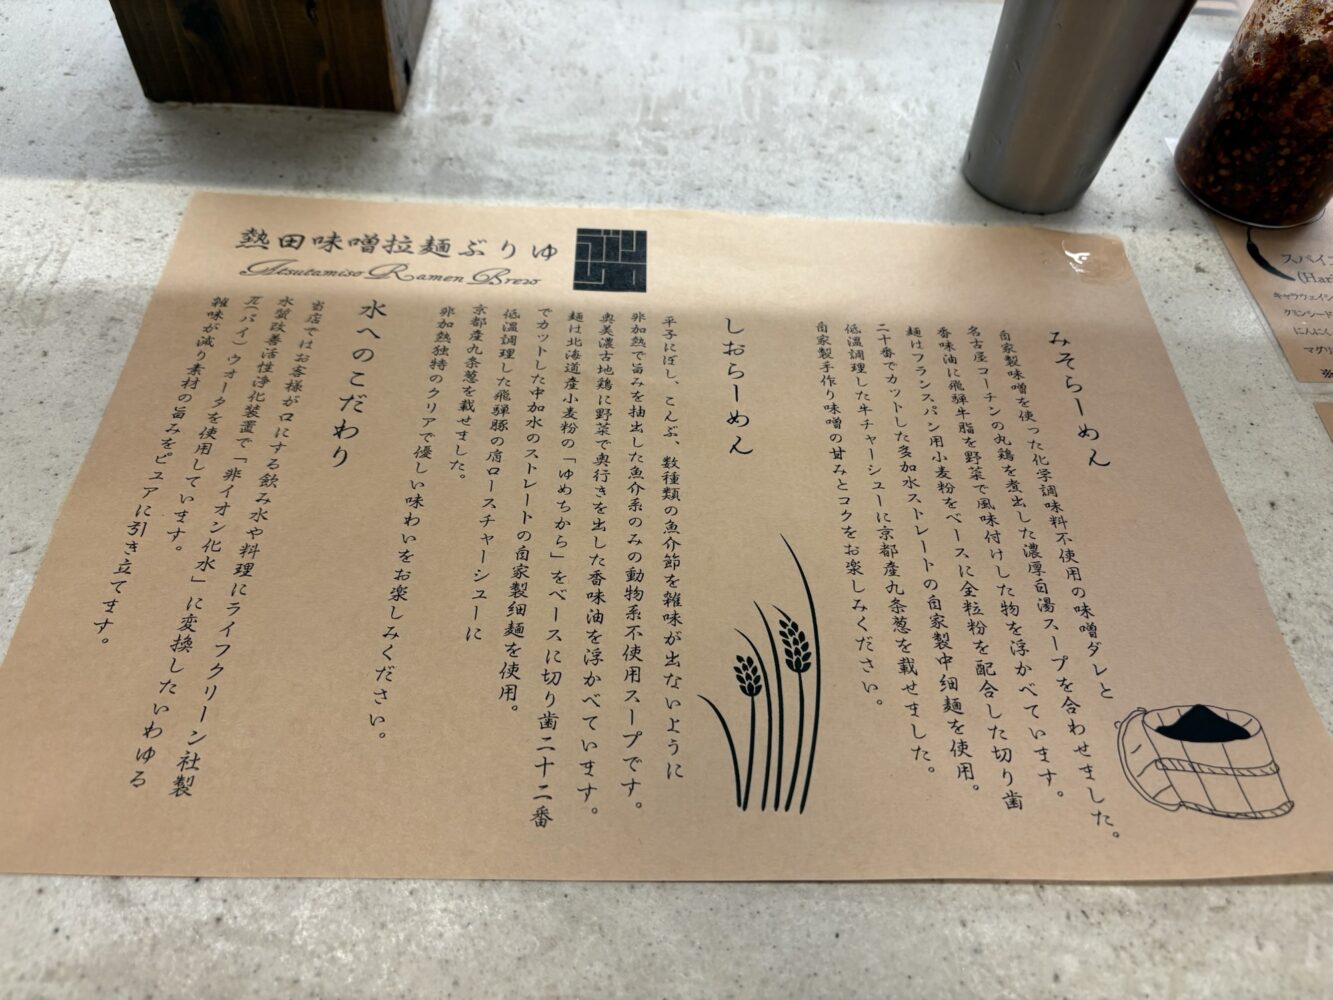 みそらーめん
自家製味噌を使った化学調味料不使用の味噌ダレと
名古屋コーチンの丸鶏を煮出した濃厚白湯スープを合わせました。
香味油に飛騨牛脂を野菜で風味付けした物を浮かべています。
麺はフランスパン用小麦粉をベースに全粒粉を配合した切り歯
二十番でカットした多加水ストレートの自家製中細麺を使用。
低温調理した牛チャーシューに京都産九条葱を載せました。
自家製手作り味噌の甘みとコクをお楽しみください。
しおらーめん
平子にぼし、こんぶ、数種類の魚介節を雑味が出ないように
非加熱で旨みを抽出した魚介系のみの動物系不使用スープです。
奥美濃古地鶏に野菜で奥行きを出した香味油を浮かべています。
麺は北海道産小麦粉の「ゆめちから」をベースに切り歯二十二番
でカットした中加水のストレートの自家製細麺を使用。
低温調理した飛騨豚の肩ロースチャーシューに
京都産九条葱を載せました。
非加熱独特のクリアで優しい味わいをお楽しみください。
水へのこだわり
当店ではお客様が口にする飲み水や料理にライフクリーン社製
水質改善活性浄化装置で「非イオン化水」に変換したいわゆる
π(パイ)ウォータを使用しています。
雑味が減り素材の旨みをピュアに引き立てます。
熱田味噌拉麺ぶりゆ
Atsutamiso Ramen Brew
スパイ
(Har
キャラウェイシ
クミンシード
にんにく
マグリ
※